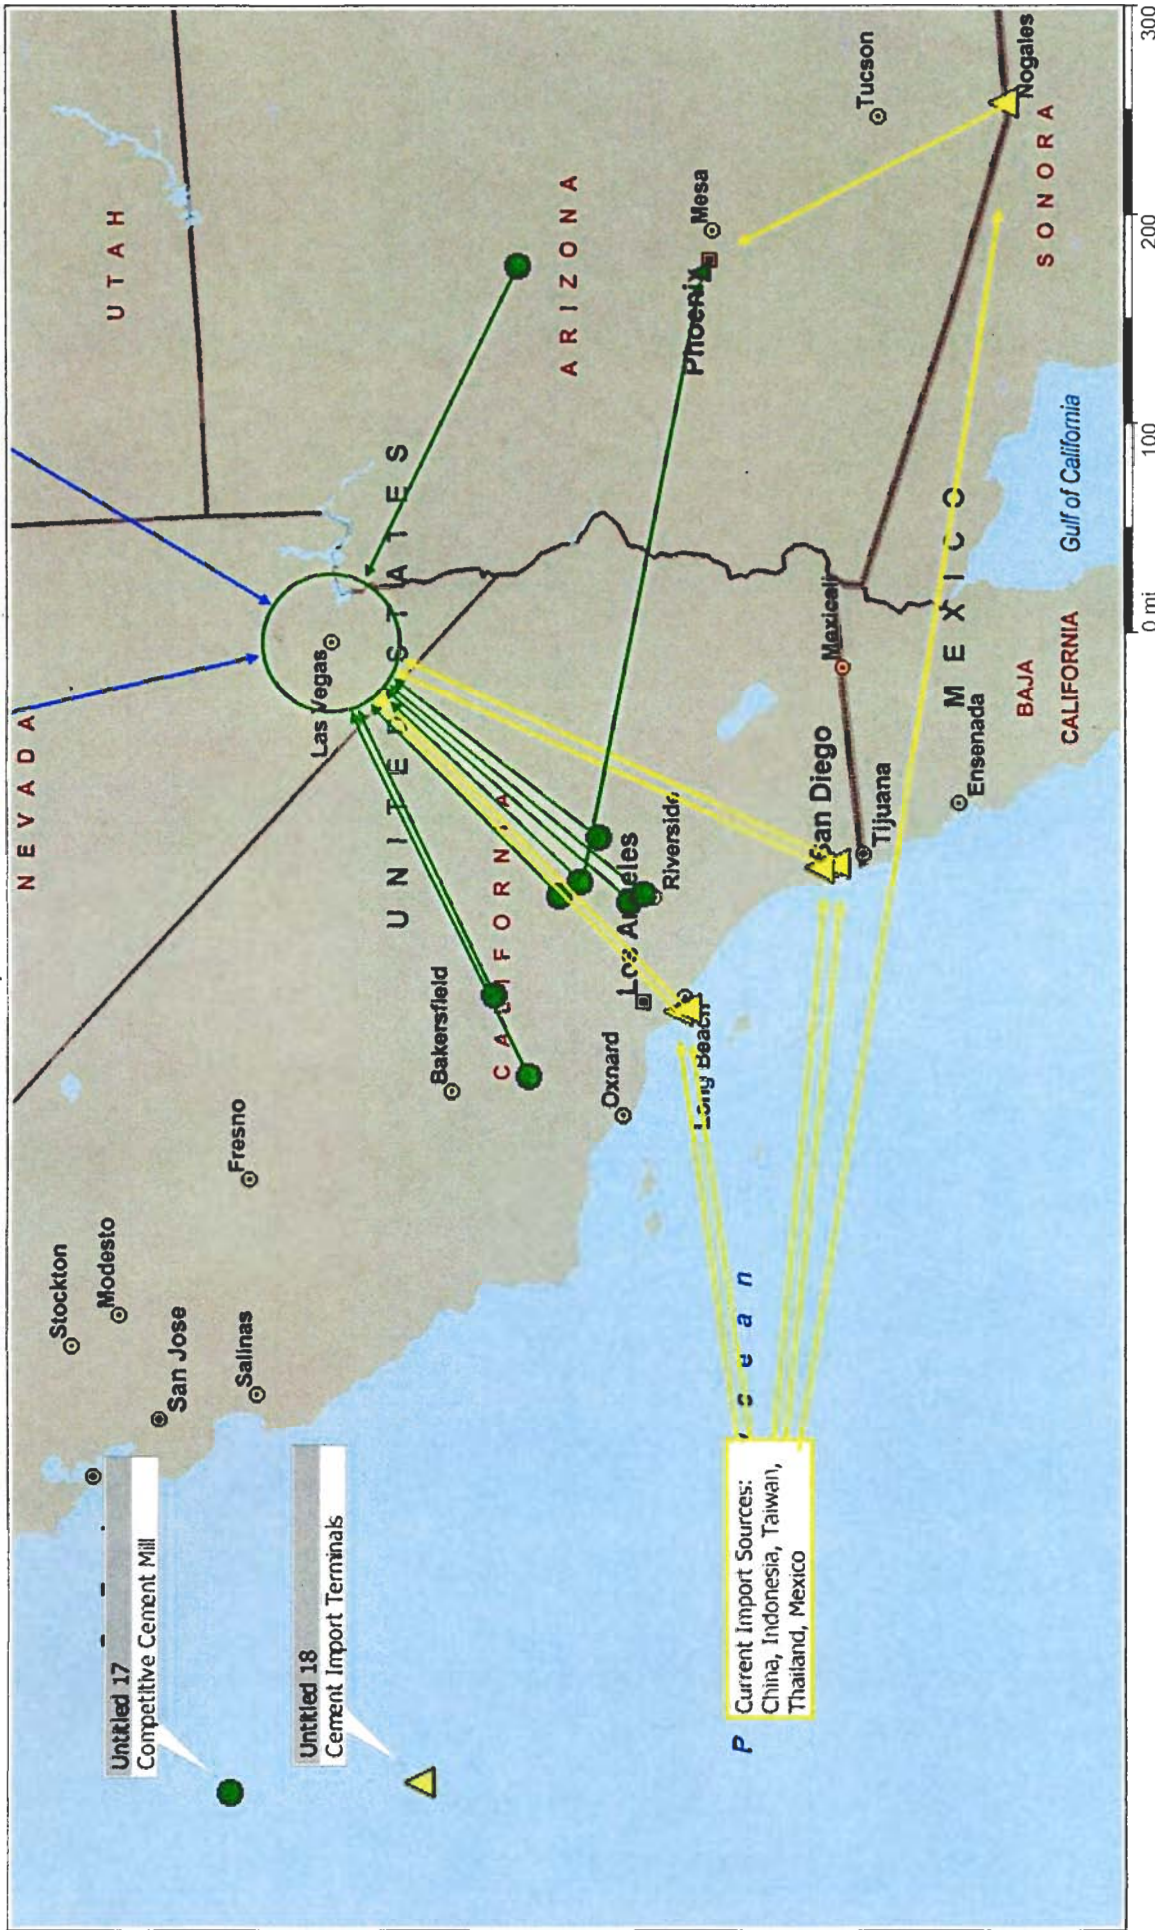 NEVADA
UTAH
Stockton
Modesto
San Jose
Salinas
Fresno
Las Vegas
UNITED STATES
Bakersfield
CALIFORNIA
ARIZONA
Oxnard
Los Angeles
Long Beach
Riverside
Phoenix
Mesa
Tucson
San Diego
Tijuana
Mexicali
Nogales
Ensenada
MEXICO
SONORA
BAJA
CALIFORNIA
Gulf of California
Untitled 17
Competitive Cement Mill
Untitled 18
Cement Import Terminals
P
cean
Current Import Sources:
China, Indonesia, Taiwan,
Thailand, Mexico
0 mi
100
200
300